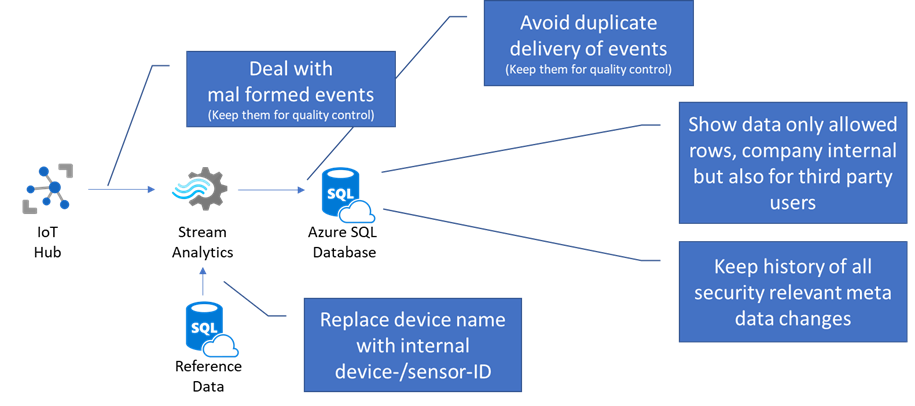 Avoid duplicate
delivery of events
(Keep them for quality control)
Deal with
mal formed events
(Keep them for quality control)
Show data only allowed
rows, company internal
but also for third party
users
SQL
IoT
Hub
Stream
Analytics
Azure SQL
Database
Keep history of all
security relevant meta
data changes
SQL
Replace device name
with internal
device-/sensor-ID
Reference
Data